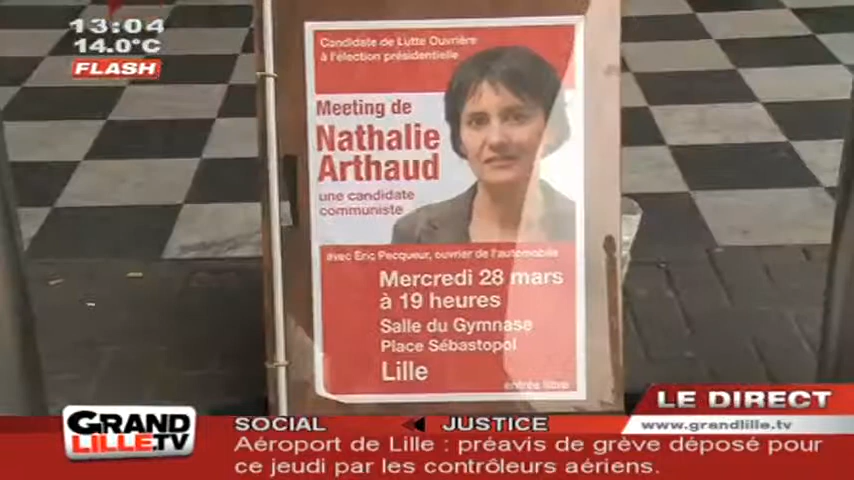 13:04
14.0°C
FLASH
Candidate de Lutte Ouvrière
à l'élection présidentielle
Meeting de
Nathalie
Arthaud
une candidate
communiste
avec Eric Pecqueur, ouvrier de l'automobile
Mercredi 28 mars
à 19 heures
Salle du Gymnase
Place Sébastopol
Lille
entrée libre
LE DIRECT
www.grandlille.tv
GRAND
LILLE.TV
SOCIAL ◄ JUSTICE
Aéroport de Lille : préavis de grève déposé pour
ce jeudi par les contrôleurs aériens.